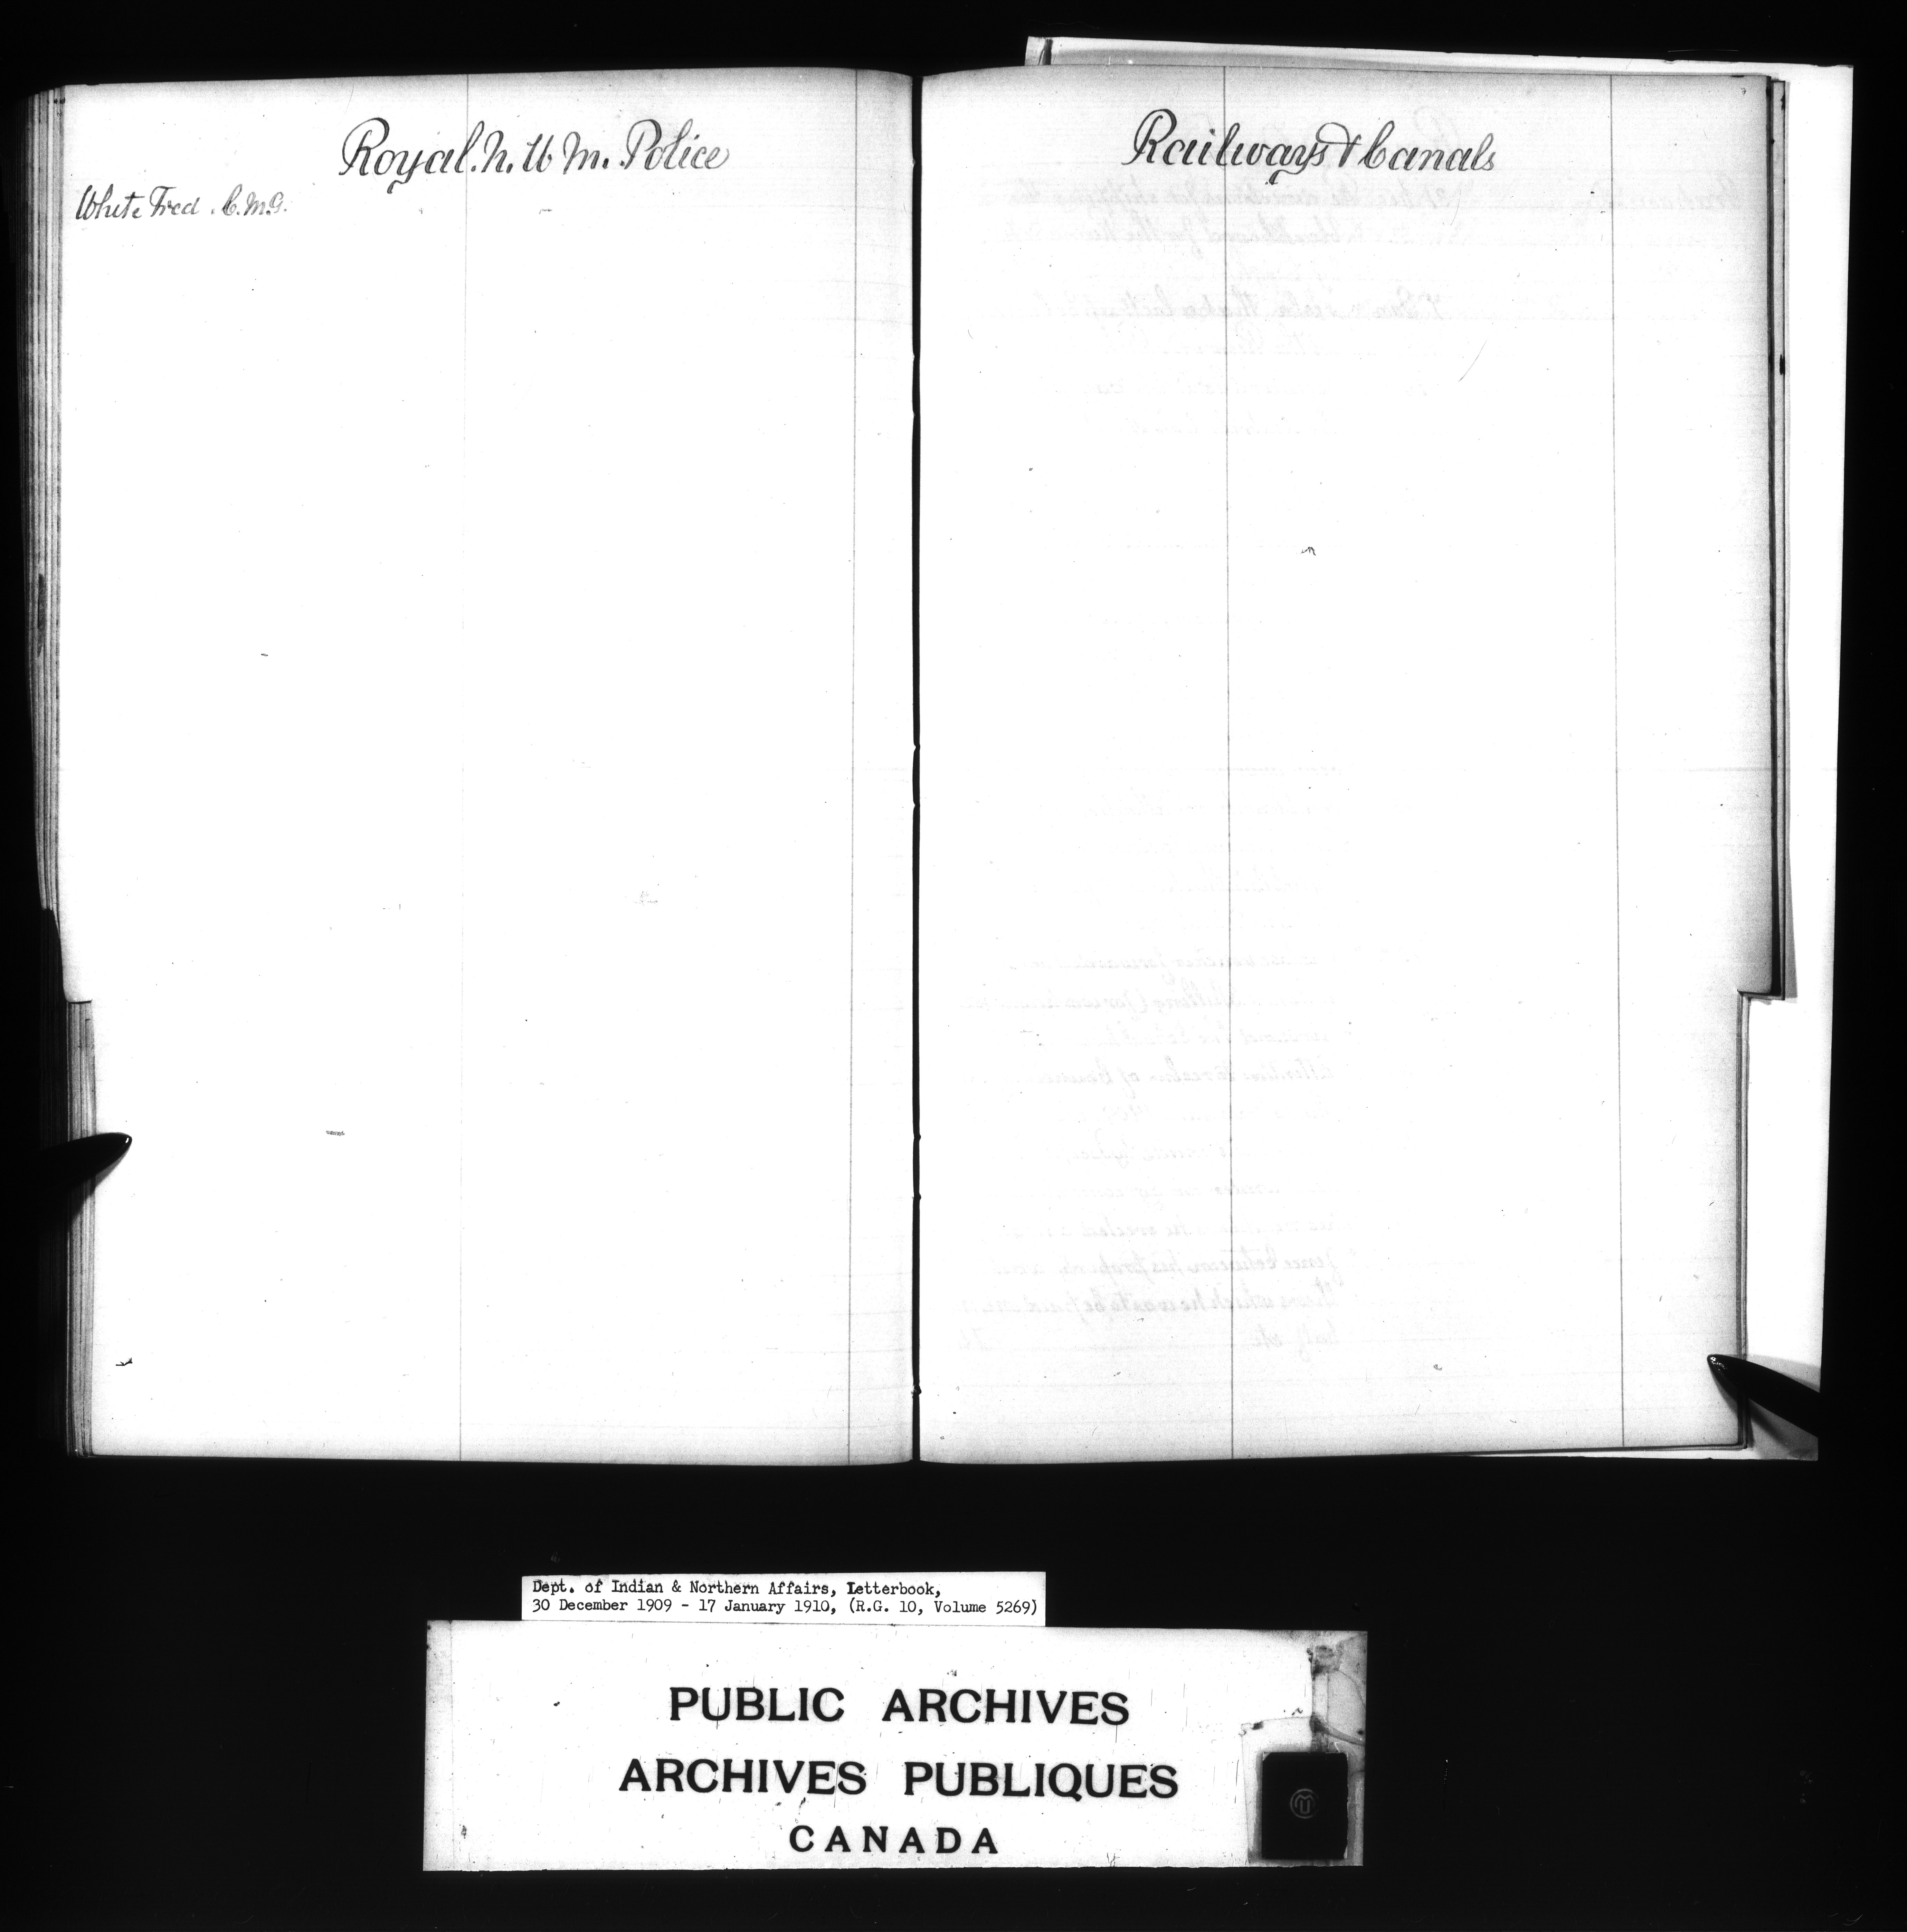 Royal. N. W M. Police
White Fred. C.M.G.
Railways & Canals
Dept. of Indian & Northern Affairs, Letterbook,
30 December 1909 - 17 January 1910, (R.G. 10, Volume 5269)
PUBLIC ARCHIVES
ARCHIVES PUBLIQUES
CANADA